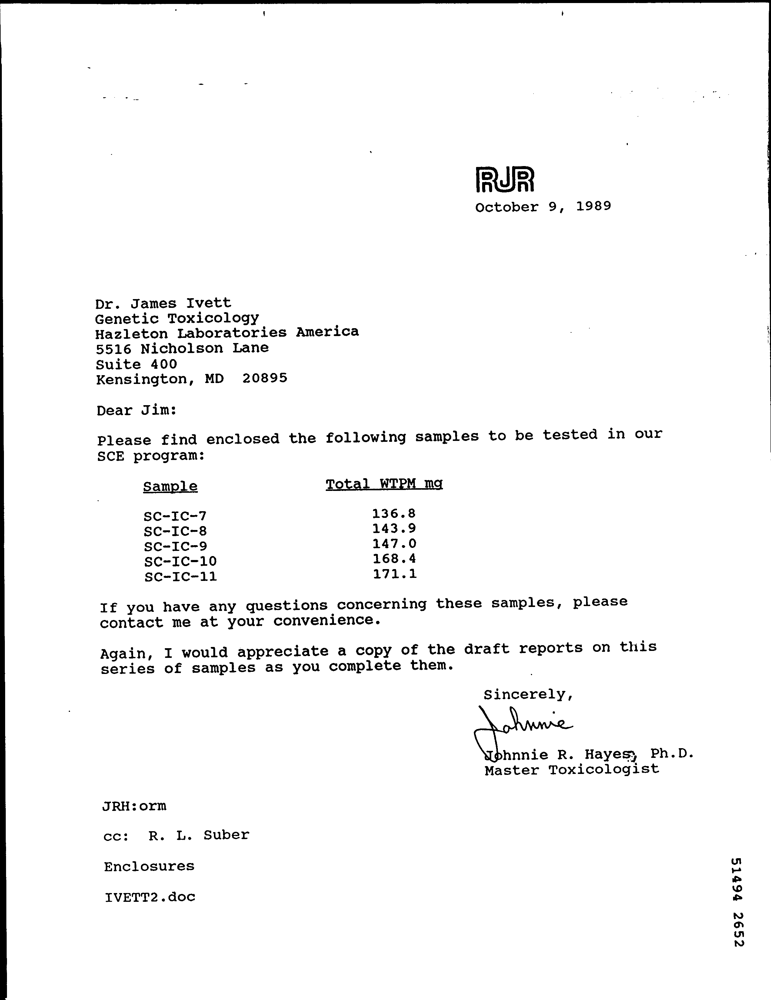 RJR
October 9, 1989
Dr. James Ivett
Genetic Toxicology
Hazleton Laboratories America
5516 Nicholson Lane
Suite 400
Kensington, MD 20895
Dear Jim:
Please find enclosed the following samples to be tested in our
SCE program:
Sample Total WTPM mg
SC-IC-7 136.8
SC-IC-8 143.9
SC-IC-9 147.0
SC-IC-10 168.4
SC-IC-11 171.1
If you have any questions concerning these samples, please
contact me at your convenience.
Again, I would appreciate a copy of the draft reports on this
series of samples as you complete them.
Sincerely,
Johnnie
Johnnie R. Hayes, Ph.D.
Master Toxicologist
JRH:orm
cc: R. L. Suber
Enclosures
IVETT2.doc
51494 2652